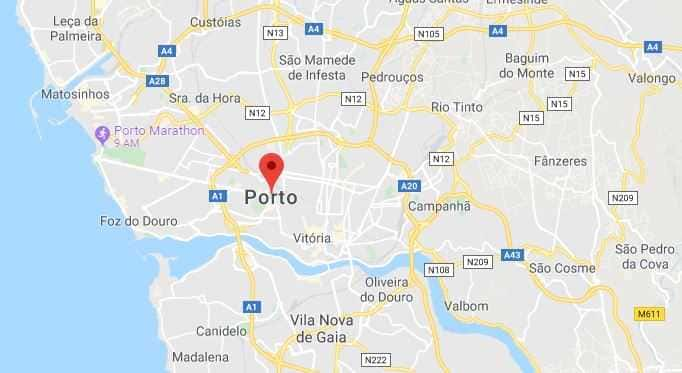 Leça da
Palmeira
Custóias
Águas Santas
Ermesinde
A4
N13
A4
N105
A4
A4
São Mamede
de Infesta
Pedrouços
Baguim
do Monte
N15
Valongo
A28
Matosinhos
Sra. da Hora
N12
N12
Rio Tinto
N15
N15
Porto Marathon
9 AM
N12
Fânzeres
A1
Porto
A20
Campanhã
N209
Foz do Douro
Vitória
São Pedro
da Cova
N108
N209
A43
São Cosme
Oliveira
do Douro
Valbom
A1
M611
Canidelo
Vila Nova
de Gaia
Madalena
N222